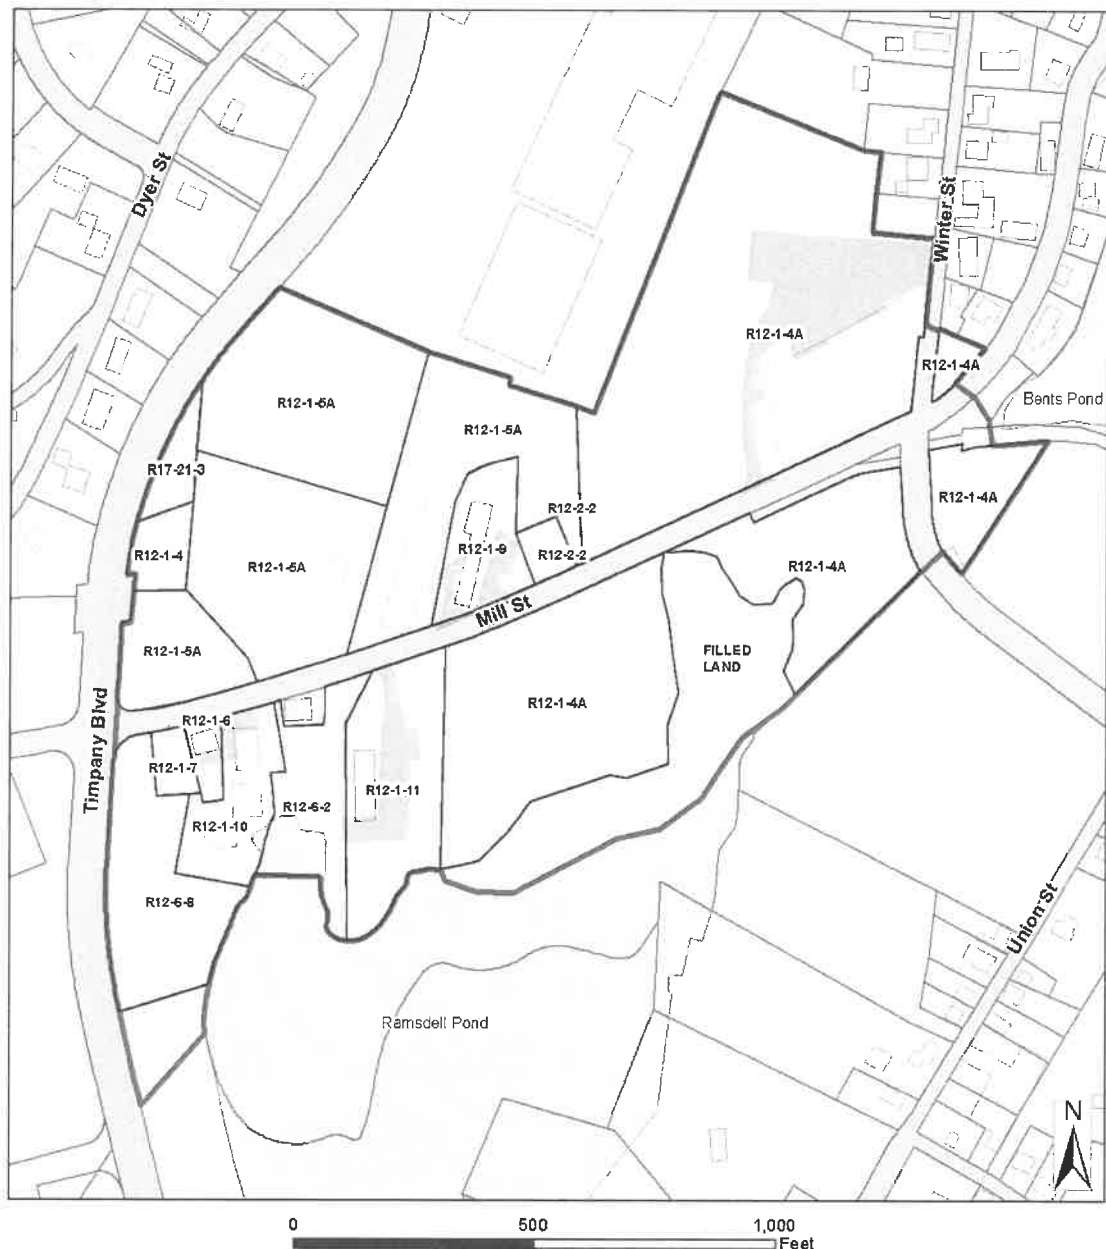 Dyer St
Winter St
R12-1-4A
R12-1-4A
Bents Pond
R12-1-5A
R12-1-5A
R17-21-3
R12-1-4A
R12-2-2
R12-1-9
R12-2-2
R12-1-4
R12-1-5A
R12-1-4A
Mill St
R12-1-5A
FILLED
LAND
R12-1-4A
R12-1-6
Timpany Blvd
R12-1-7
R12-6-2
R12-1-11
R12-1-10
R12-6-8
Union St
Ramsdell Pond
N
0 500 1,000
Feet